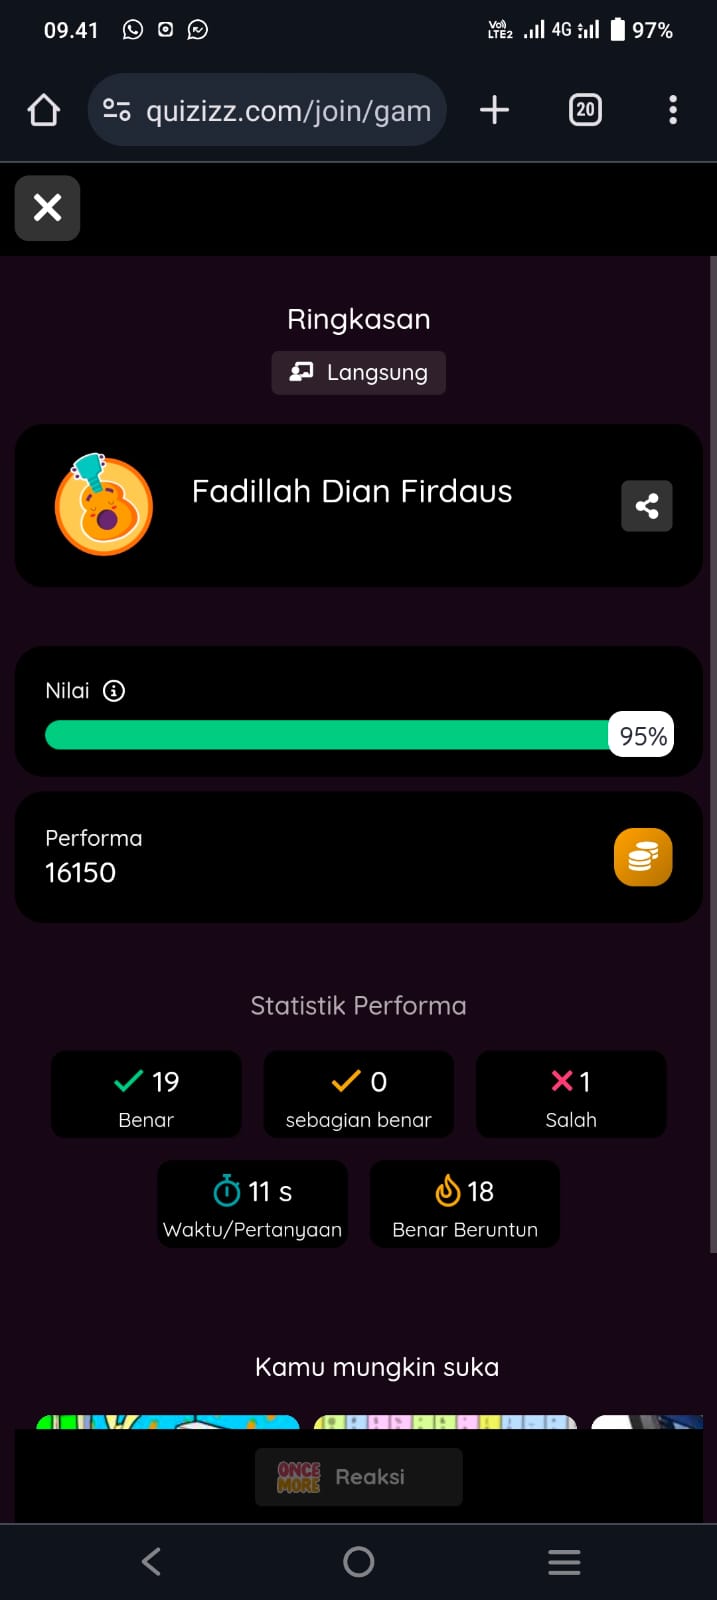 09.41
Vo)) LTE2 4G 97%
quizizz.com/join/gam
20
Ringkasan
Langsung
Fadillah Dian Firdaus
Nilai
95%
Performa
16150
Statistik Performa
19
Benar
0
sebagian benar
1
Salah
11 s
Waktu/Pertanyaan
18
Benar Beruntun
Kamu mungkin suka
ONCE MORE
Reaksi